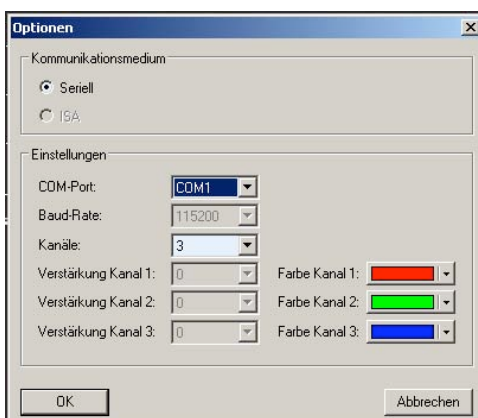 Optionen
Kommunikationsmedium
Seriell
ISA
Einstellungen
COM-Port: COM1
Baud-Rate: 115200
Kanäle: 3
Verstärkung Kanal 1: 0 Farbe Kanal 1:
Verstärkung Kanal 2: 0 Farbe Kanal 2:
Verstärkung Kanal 3: 0 Farbe Kanal 3:
OK Abbrechen